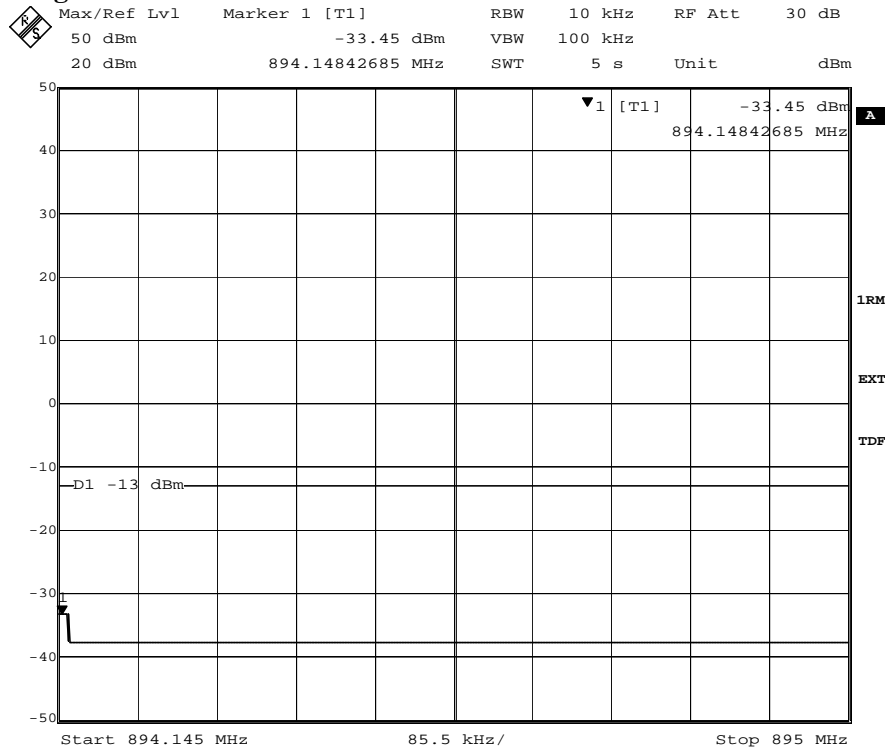 Max/Ref Lvl Marker 1 [T1] RBW 10 kHz RF Att 30 dB
50 dBm -33.45 dBm VBW 100 kHz
20 dBm 894.14842685 MHz SWT 5 s Unit dBm
50
1 [T1] -33.45 dBm
A
894.14842685 MHz
40
30
20
1RM
10
EXT
0
TDF
-10
D1 -13 dBm
-20
-30
1
-40
-50
Start 894.145 MHz 85.5 kHz/ Stop 895 MHz